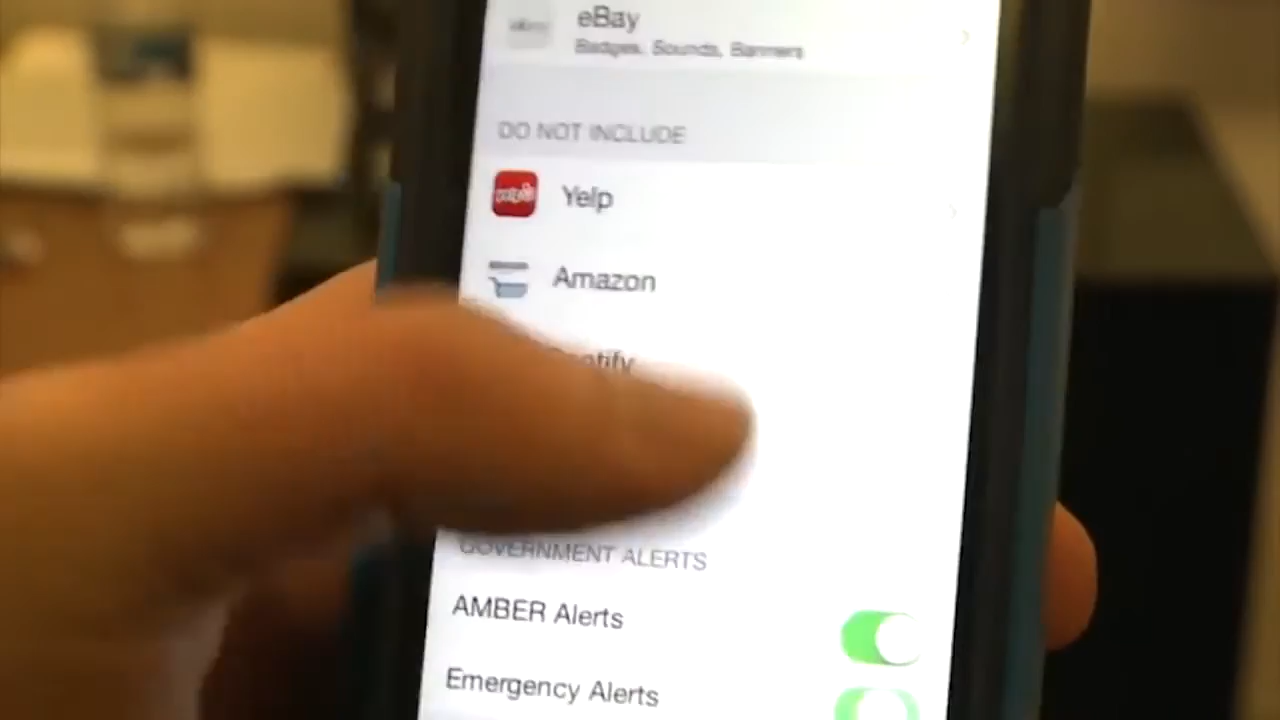 eBay
Badges, Sounds, Banners
DO NOT INCLUDE
Yelp
Amazon
GOVERNMENT ALERTS
AMBER Alerts
Emergency Alerts